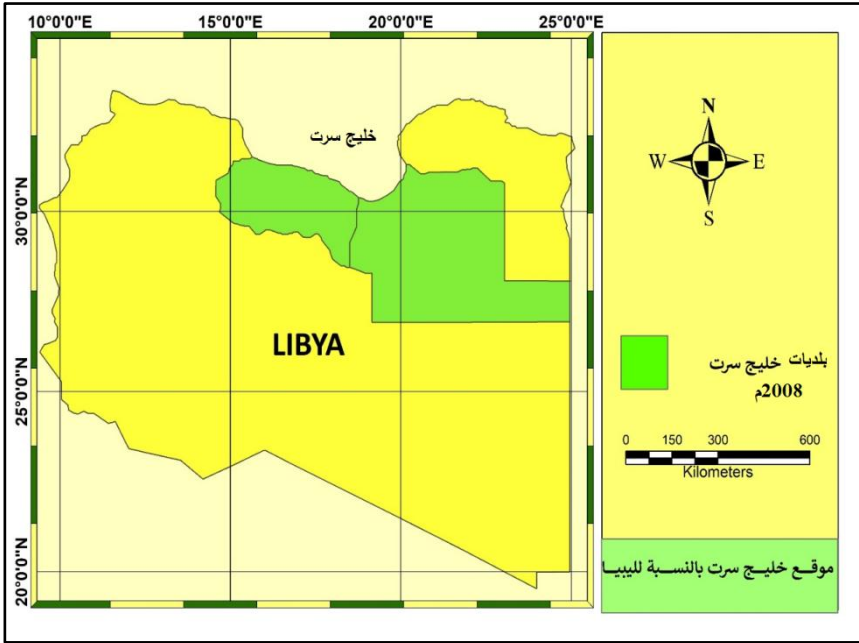 10°0'0"E
15°0'0"E
20°0'0"E
25°0'0"E
30°0'0"N
25°0'0"N
20°0'0"N
خليج سرت
LIBYA
N
W
E
S
بلديات خليج سرت
2008م
0 150 300 600
Kilometers
موقع خليج سرت بالنسبة لليبيا